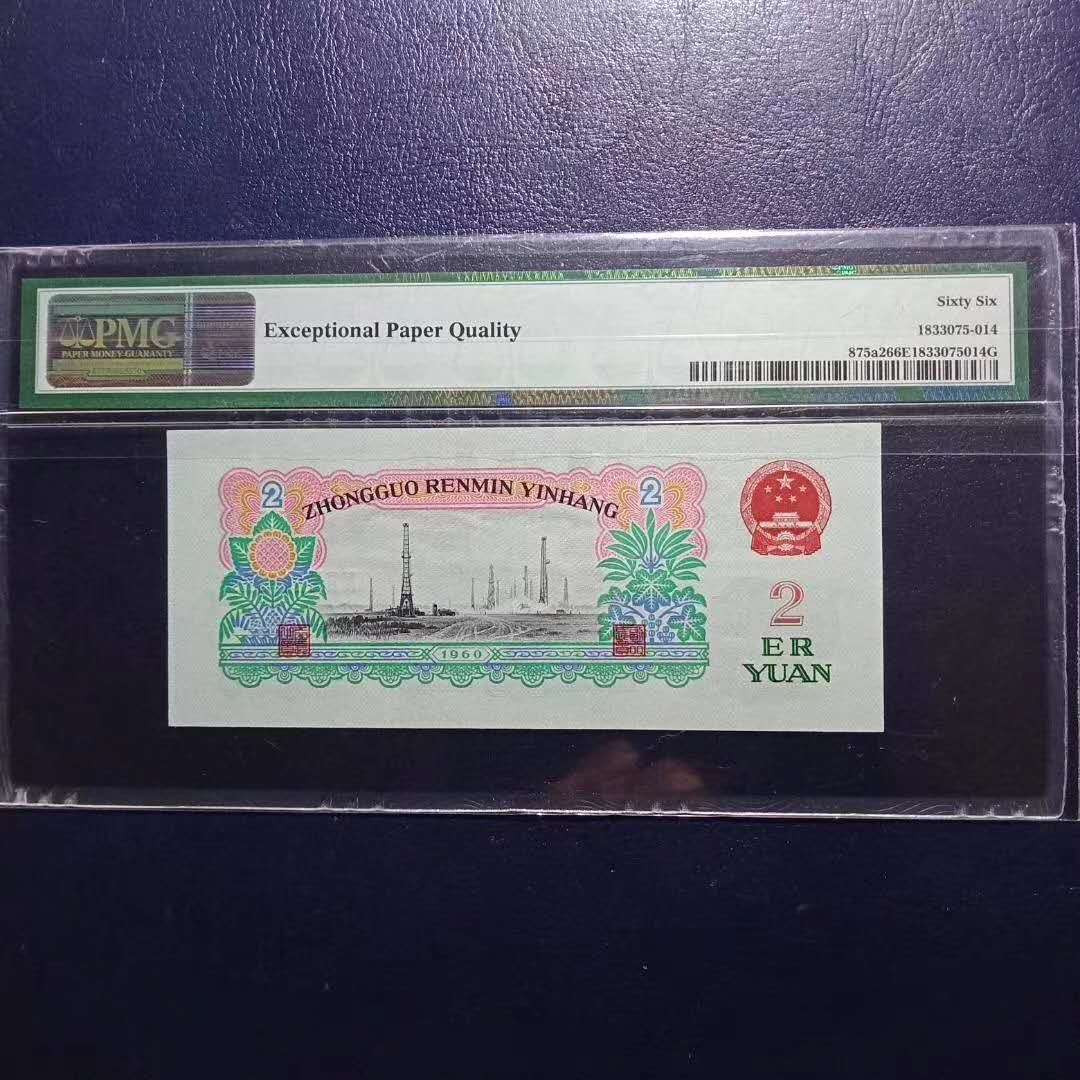 PMG
PAPER MONEY GUARANTY
Exceptional Paper Quality
Sixty Six
1833075-014
875a266E1833075014G
2
ZHONGGUO RENMIN YINHANG
2
1960
2
ER
YUAN